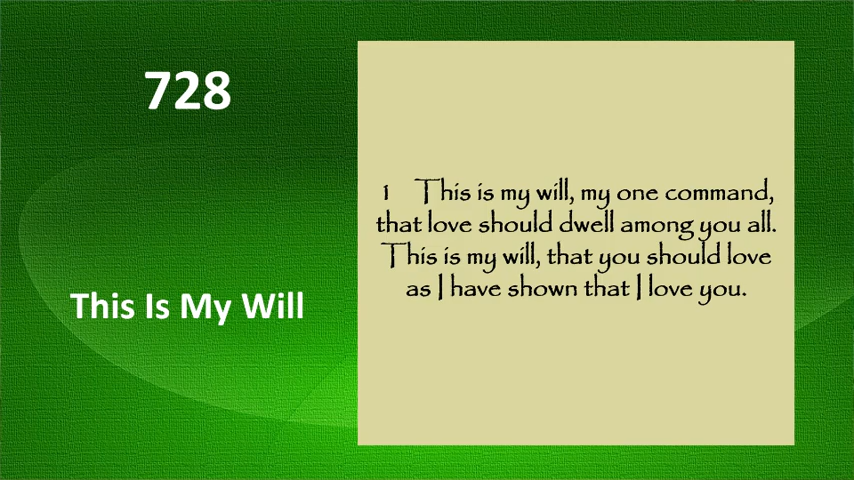 728
This Is My Will
1 This is my will, my one command,
that love should dwell among you all.
This is my will, that you should love
as I have shown that I love you.